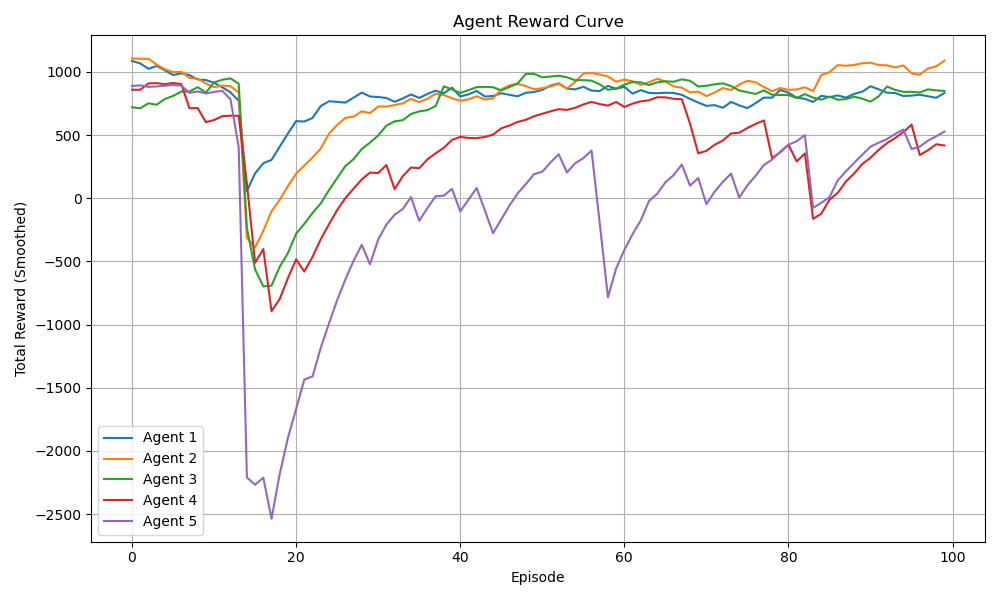 Agent Reward Curve
Total Reward (Smoothed)
1000
500
0
−500
−1000
−1500
−2000
−2500
Agent 1
Agent 2
Agent 3
Agent 4
Agent 5
0 20 40 60 80 100
Episode